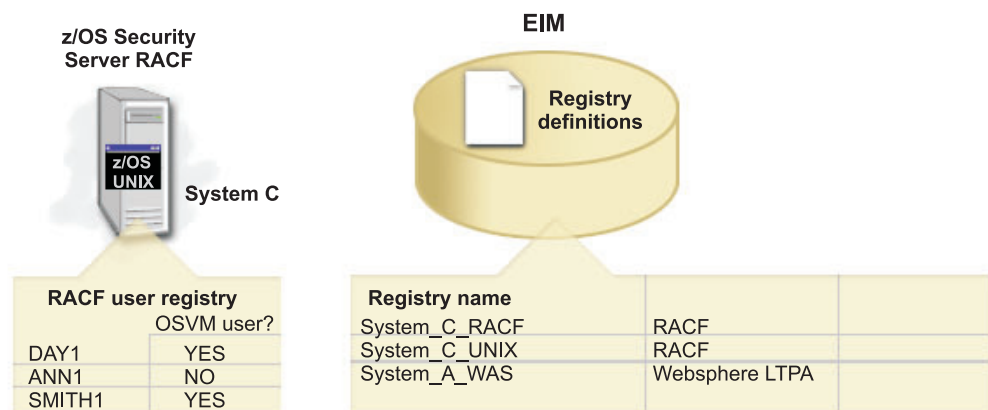 z/OS Security
Server RACF
z/OS
UNIX
System C
RACF user registry
OSVM user?
DAY1 YES
ANN1 NO
SMITH1 YES
EIM
Registry
definitions
Registry name
System_C_RACF RACF
System_C_UNIX RACF
System_A_WAS Websphere LTPA